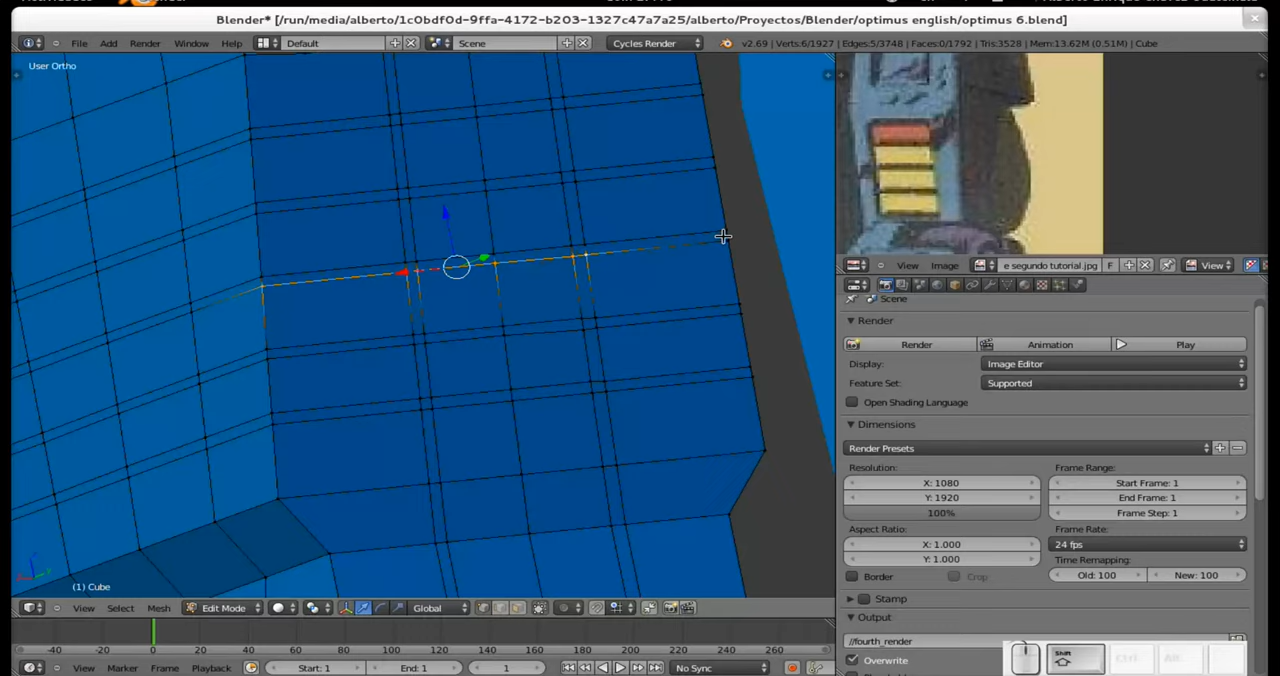 Blender* [/run/media/alberto/1c0bdf0d-9ffa-4172-b203-1327c47a7a25/alberto/Proyectos/Blender/optimus english/optimus 6.blend]
File Add Render Window Help Default Scene Cycles Render v2.69 | Verts:6/1927 | Edges:5/3748 | Faces:0/1792 | Tris:3528 | Mem:13.62M (0.51M) | Cube
User Ortho
View Image e segundo tutorial.jpg F View
Scene
Render
Render Animation Play
Display: Image Editor
Feature Set: Supported
Open Shading Language
Dimensions
Render Presets
Resolution: Frame Range:
X: 1080 Start Frame: 1
Y: 1920 End Frame: 1
100% Frame Step: 1
Aspect Ratio: Frame Rate:
X: 1.000 24 fps
Y: 1.000 Time Remapping:
Border Crop Old: 100 New: 100
(1) Cube
Stamp
View Select Mesh Edit Mode Global
Output
//fourth_render
-40 -20 0 20 40 60 80 100 120 140 160 180 200 220 240 260
Shift Ctrl Alt
Overwrite
View Marker Frame Playback Start: 1 End: 1 1 No Sync